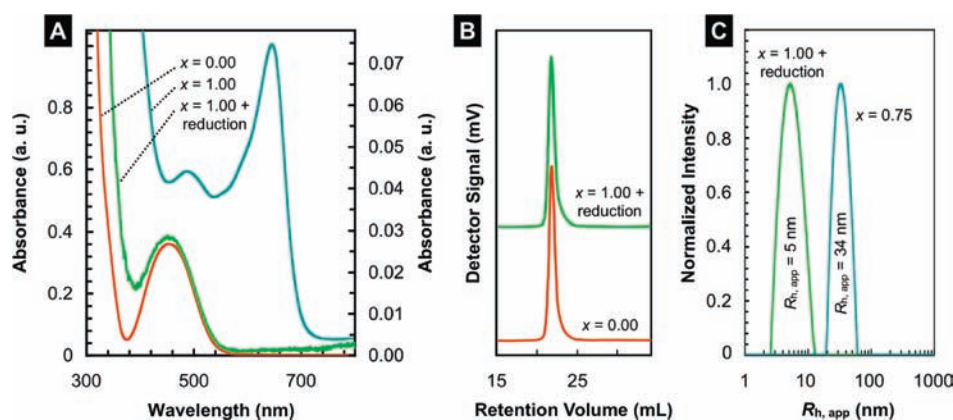 A
x = 0.00
x = 1.00
x = 1.00 +
reduction
0.8
0.6
0.4
0.2
0
0.07
0.06
0.05
0.04
0.03
0.02
0.01
0.00
300
500
700
Absorbance (a. u.)
Absorbance (a. u.)
Wavelength (nm)
B
x = 1.00 +
reduction
x = 0.00
15
25
Detector Signal (mV)
Retention Volume (mL)
C
x = 1.00 +
reduction
x = 0.75
Rh, app = 5 nm
Rh, app = 34 nm
1.0
0.8
0.6
0.4
0.2
0.0
1
10
100
1000
Normalized Intensity
Rh, app (nm)